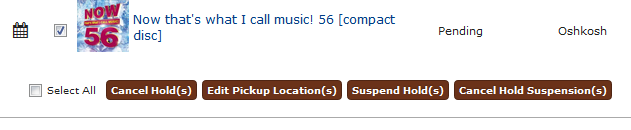 NOW
56
Now that's what I call music! 56 [compact
disc]
Pending
Oshkosh
Select All
Cancel Hold(s)
Edit Pickup Location(s)
Suspend Hold(s)
Cancel Hold Suspension(s)